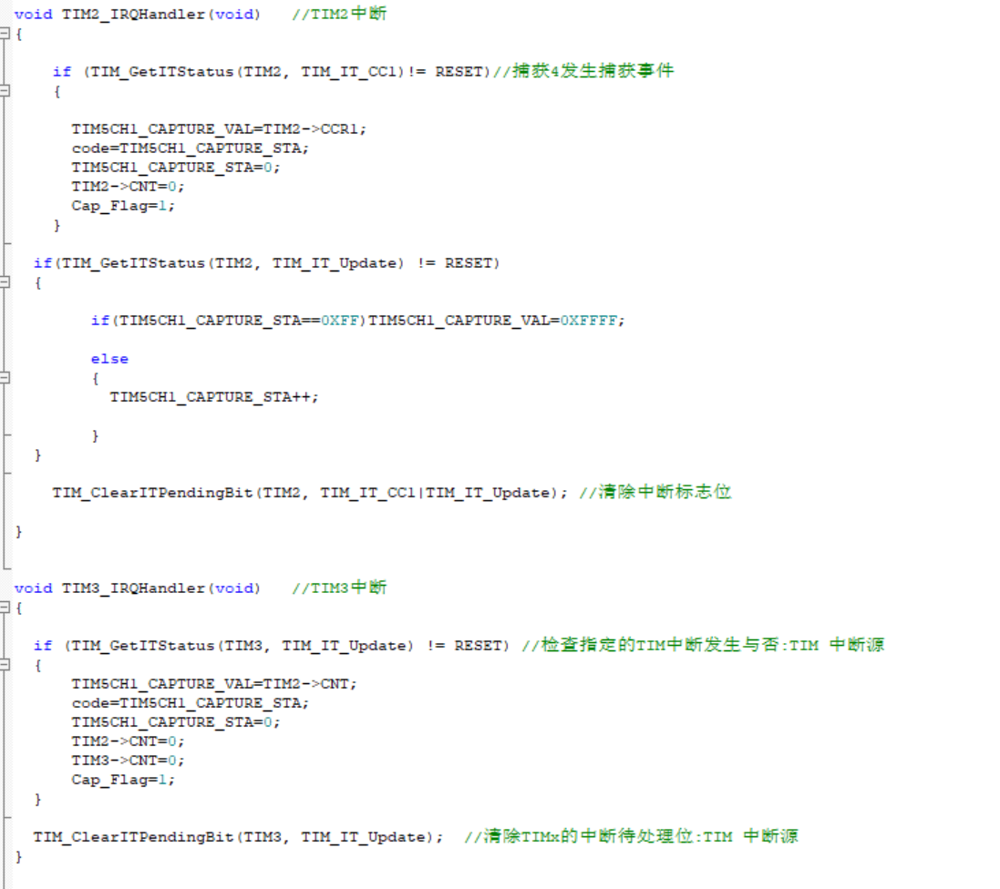 void TIM2_IRQHandler(void)   //TIM2中断
{
if (TIM_GetITStatus(TIM2, TIM_IT_CC1)!= RESET)//捕获4发生捕获事件
{
TIM5CH1_CAPTURE_VAL=TIM2->CCR1;
code=TIM5CH1_CAPTURE_STA;
TIM5CH1_CAPTURE_STA=0;
TIM2->CNT=0;
Cap_Flag=1;
}
if(TIM_GetITStatus(TIM2, TIM_IT_Update) != RESET)
{
if(TIM5CH1_CAPTURE_STA==0XFF)TIM5CH1_CAPTURE_VAL=0XFFFF;
else
{
TIM5CH1_CAPTURE_STA++;
}
}
TIM_ClearITPendingBit(TIM2, TIM_IT_CC1|TIM_IT_Update); //清除中断标志位
}
void TIM3_IRQHandler(void)   //TIM3中断
{
if (TIM_GetITStatus(TIM3, TIM_IT_Update) != RESET) //检查指定的TIM中断发生与否:TIM 中断源
{
TIM5CH1_CAPTURE_VAL=TIM2->CNT;
code=TIM5CH1_CAPTURE_STA;
TIM5CH1_CAPTURE_STA=0;
TIM2->CNT=0;
TIM3->CNT=0;
Cap_Flag=1;
}
TIM_ClearITPendingBit(TIM3, TIM_IT_Update);  //清除TIMx的中断待处理位:TIM 中断源
}